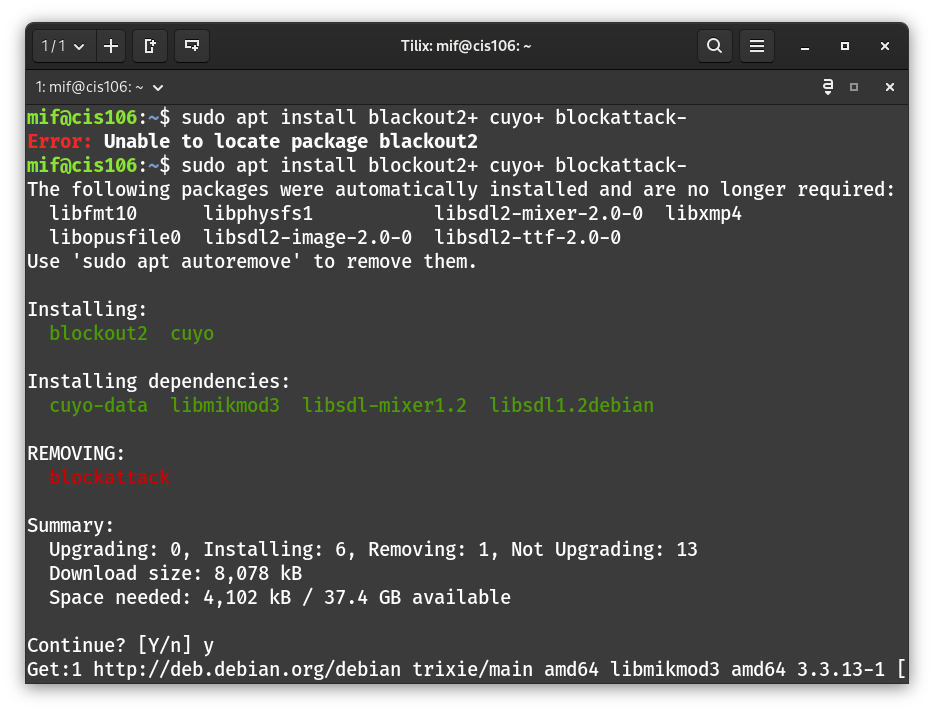 1 / 1
Tilix: mif@cis106: ~
1: mif@cis106: ~
mif@cis106:~$ sudo apt install blackout2+ cuyo+ blockattack-
Error: Unable to locate package blackout2
mif@cis106:~$ sudo apt install blockout2+ cuyo+ blockattack-
The following packages were automatically installed and are no longer required:
  libfmt10      libphysfs1           libsdl2-mixer-2.0-0  libxmp4
  libopusfile0  libsdl2-image-2.0-0  libsdl2-ttf-2.0-0
Use 'sudo apt autoremove' to remove them.
Installing:
  blockout2  cuyo
Installing dependencies:
  cuyo-data  libmikmod3  libsdl-mixer1.2  libsdl1.2debian
REMOVING:
  blockattack
Summary:
  Upgrading: 0, Installing: 6, Removing: 1, Not Upgrading: 13
  Download size: 8,078 kB
  Space needed: 4,102 kB / 37.4 GB available
Continue? [Y/n] y
Get:1 http://deb.debian.org/debian trixie/main amd64 libmikmod3 amd64 3.3.13-1 [